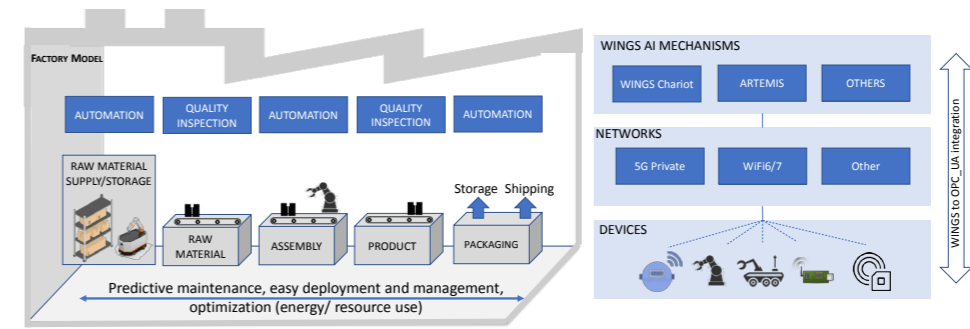 FACTORY MODEL
AUTOMATION
QUALITY
INSPECTION
AUTOMATION
QUALITY
INSPECTION
AUTOMATION
RAW MATERIAL
SUPPLY/STORAGE
RAW
MATERIAL
ASSEMBLY
PRODUCT
Storage
Shipping
PACKAGING
Predictive maintenance, easy deployment and management,
optimization (energy/ resource use)
WINGS AI MECHANISMS
WINGS Chariot
ARTEMIS
OTHERS
NETWORKS
5G Private
WiFi6/7
Other
DEVICES
WINGS to OPC_UA integration